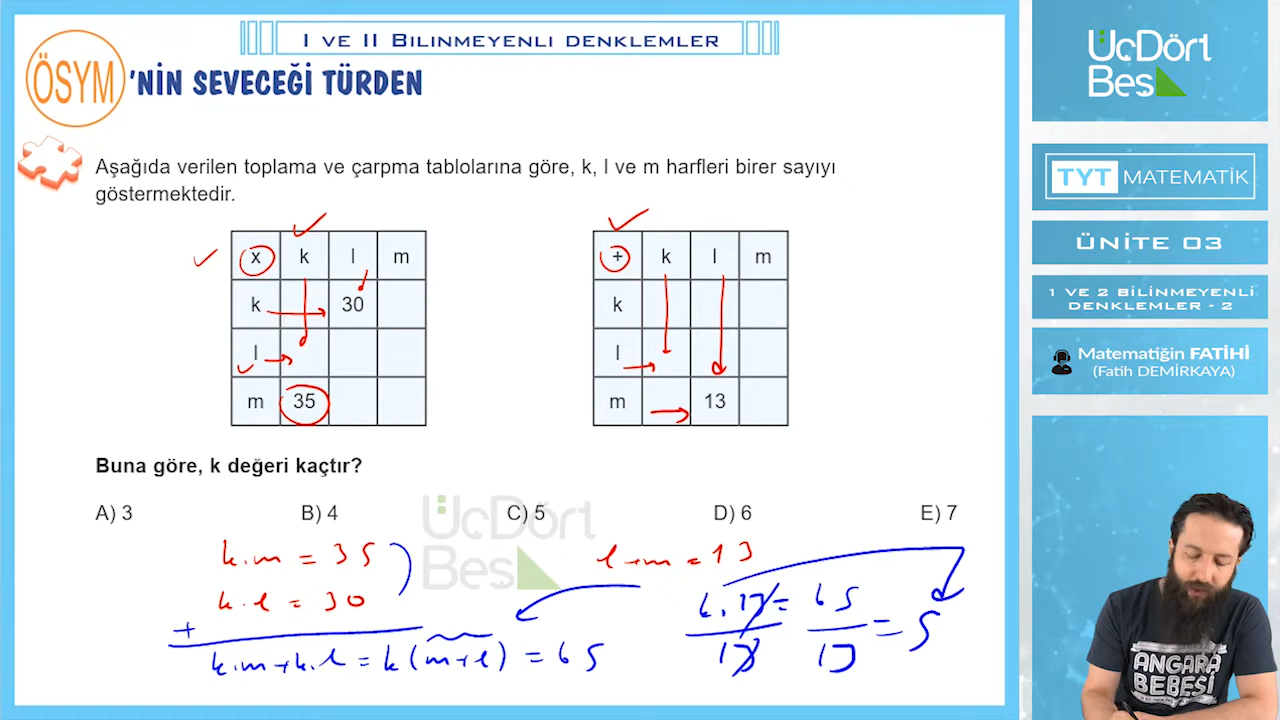 I VE II BILINMEYENLI DENKLEMLER
ÖSYM'NİN SEVECEĞİ TÜRDEN
Aşağıda verilen toplama ve çarpma tablolarına göre, k, l ve m harfleri birer sayıyı
göstermektedir.
x k l m
k 30
l
m 35
+ k l m
k
l
m 13
Buna göre, k değeri kaçtır?
A) 3 B) 4 C) 5 D) 6 E) 7
k.m = 35
k.l = 30
+
k.m+k.l = k(m+l) = 65
l+m = 13
k.13 = 65
13 13 = 5
ÜçDört
Beş
ÜçDört
Beş
TYT MATEMATİK
ÜNİTE 03
1 VE 2 BİLİNMEYENLİ
DENKLEMLER - 2
Matematiğin FATİHİ
(Fatih DEMİRKAYA)
ANGARA
BEBESİ